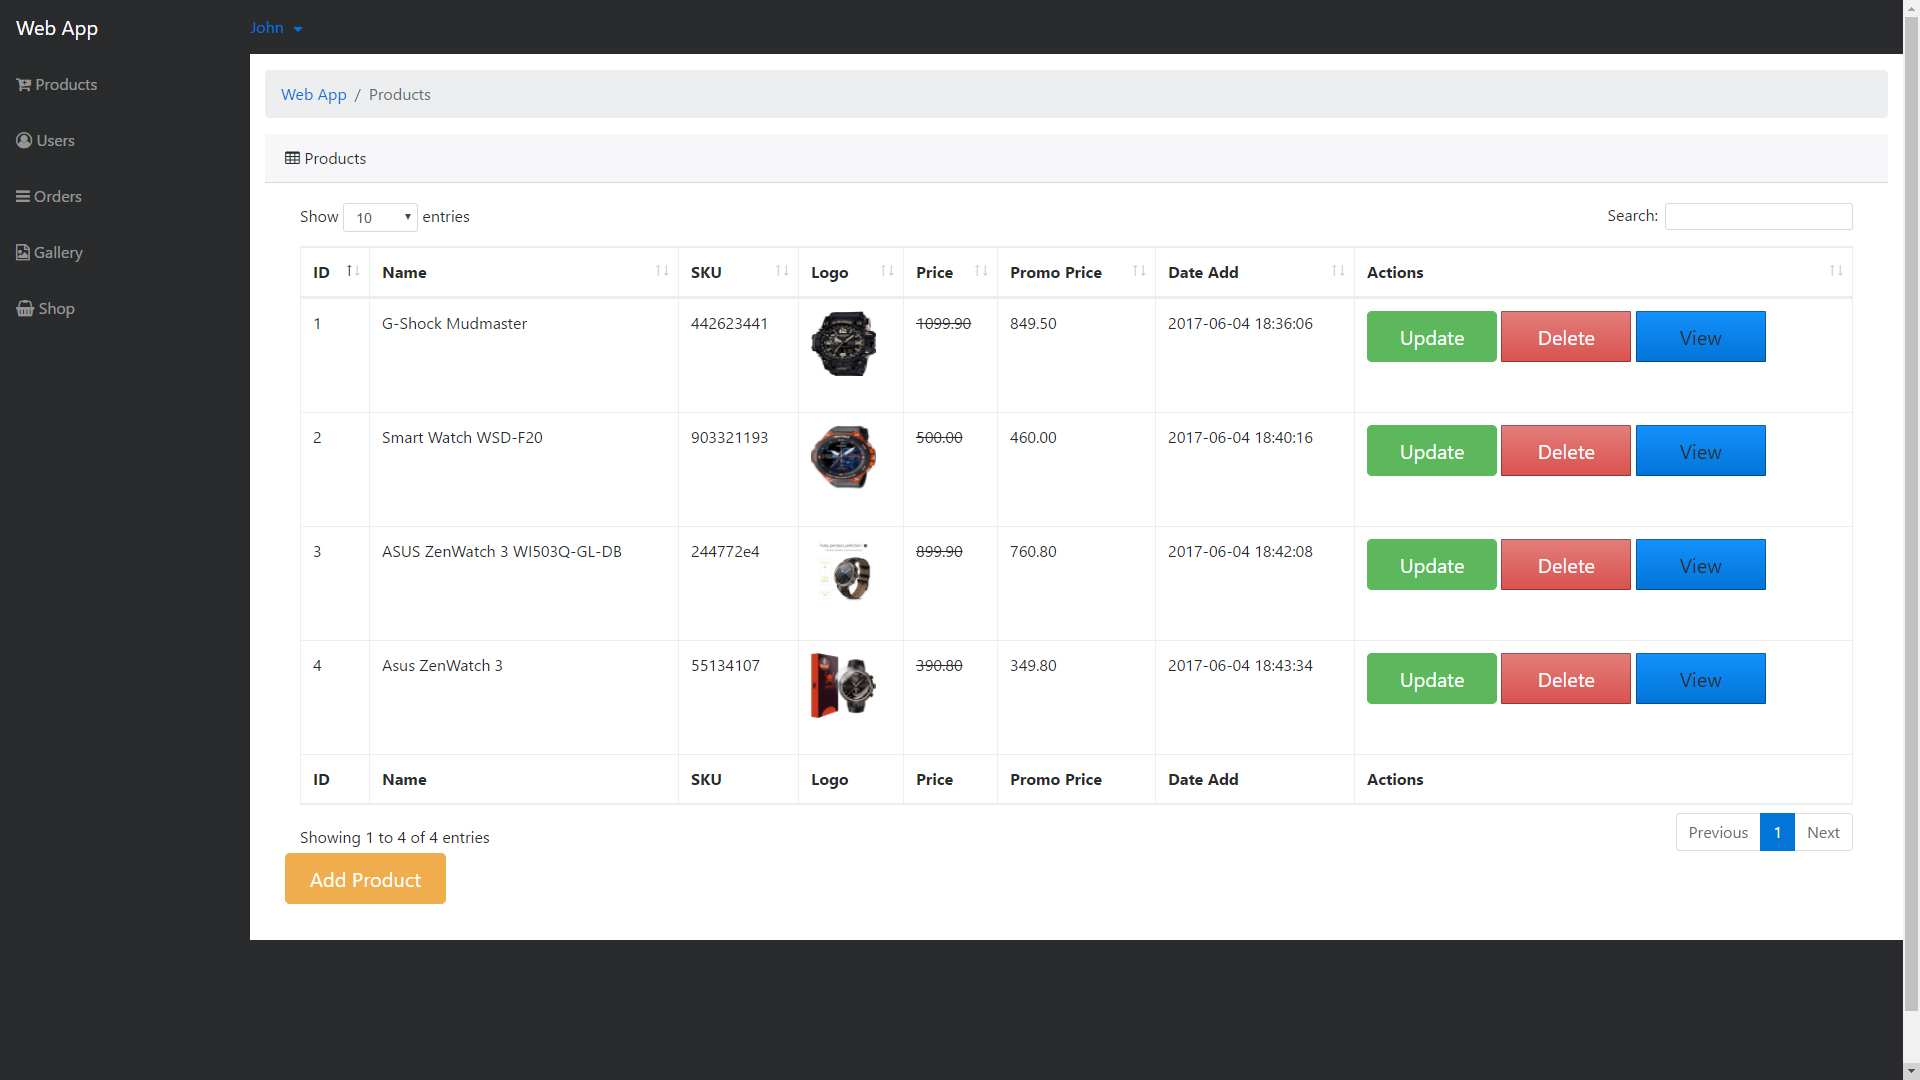 Web App
John
Products
Users
Orders
Gallery
Shop
Web App / Products
Products
Show 10 entries
Search:
ID Name SKU Logo Price Promo Price Date Add Actions
1 G-Shock Mudmaster 442623441 1099.90 849.50 2017-06-04 18:36:06 Update Delete View
2 Smart Watch WSD-F20 903321193 500.00 460.00 2017-06-04 18:40:16 Update Delete View
3 ASUS ZenWatch 3 WI503Q-GL-DB 244772e4 899.90 760.80 2017-06-04 18:42:08 Update Delete View
4 Asus ZenWatch 3 55134107 390.80 349.80 2017-06-04 18:43:34 Update Delete View
ID Name SKU Logo Price Promo Price Date Add Actions
Showing 1 to 4 of 4 entries
Previous 1 Next
Add Product